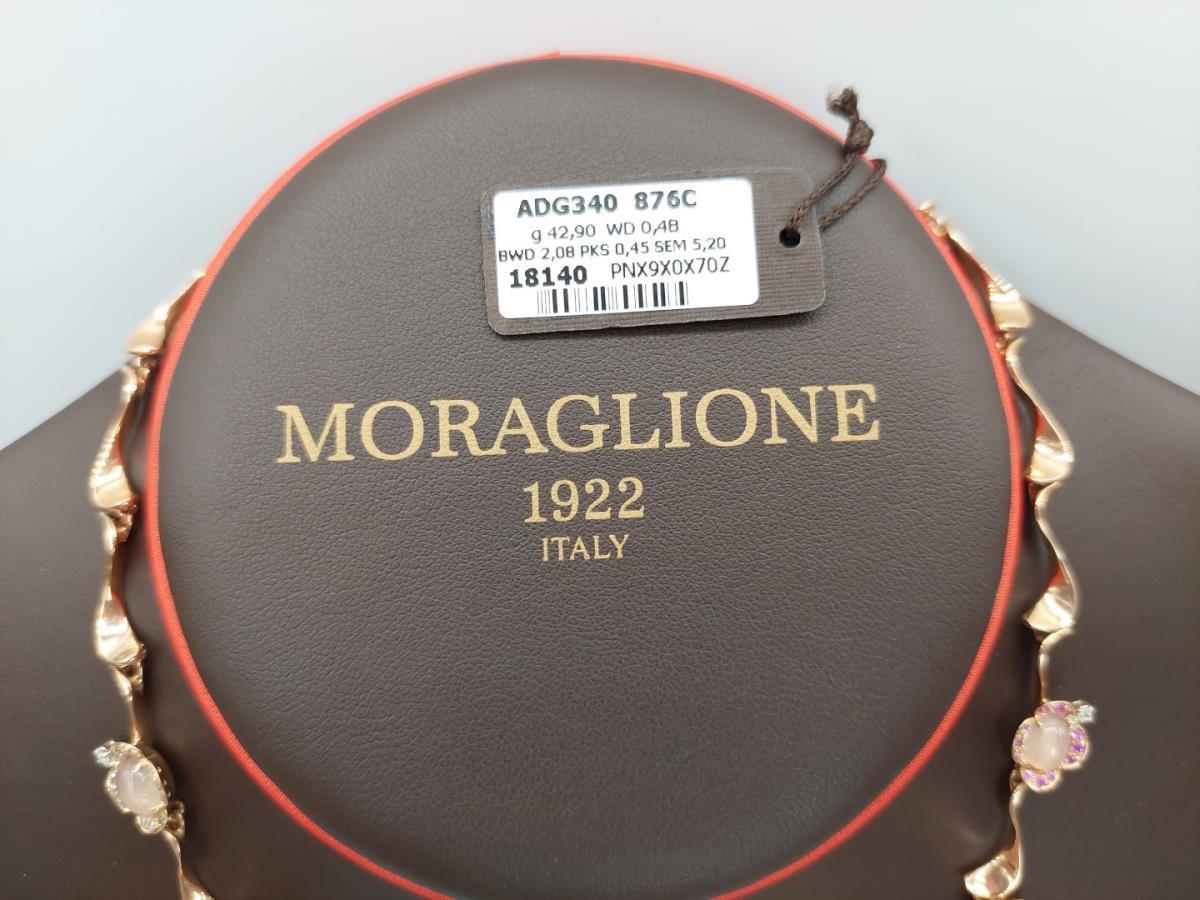 ADG340 876C
g 42,90 WD 0,48
BWD 2,08 PKS 0,45 SEM 5,20
18140 PNX9X0X70Z
MORAGLIONE
1922
ITALY